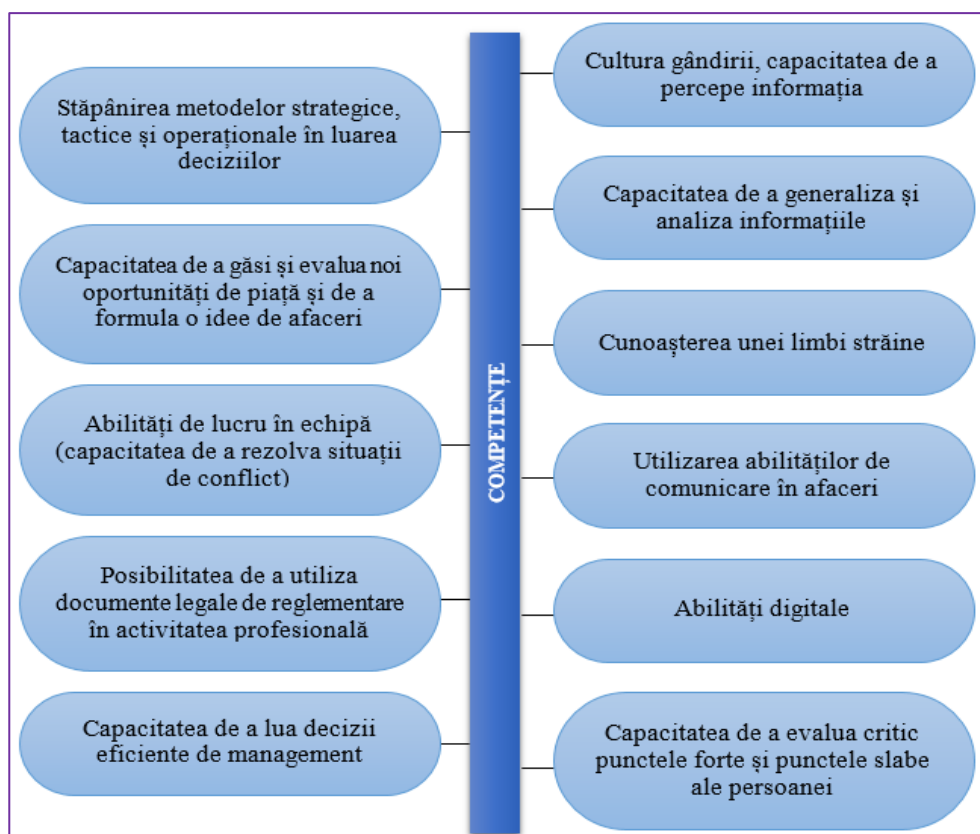 Stăpânirea metodelor strategice,
tactice și operaționale în luarea
deciziilor
Capacitatea de a găsi și evalua noi
oportunități de piață și de a
formula o idee de afaceri
Abilități de lucru în echipă
(capacitatea de a rezolva situații
de conflict)
Posibilitatea de a utiliza
documente legale de reglementare
în activitatea profesională
Capacitatea de a lua decizii
eficiente de management
COMPETENȚE
Cultura gândirii, capacitatea de a
percepe informația
Capacitatea de a generaliza și
analiza informațiile
Cunoașterea unei limbi străine
Utilizarea abilităților de
comunicare în afaceri
Abilități digitale
Capacitatea de a evalua critic
punctele forte și punctele slabe
ale persoanei